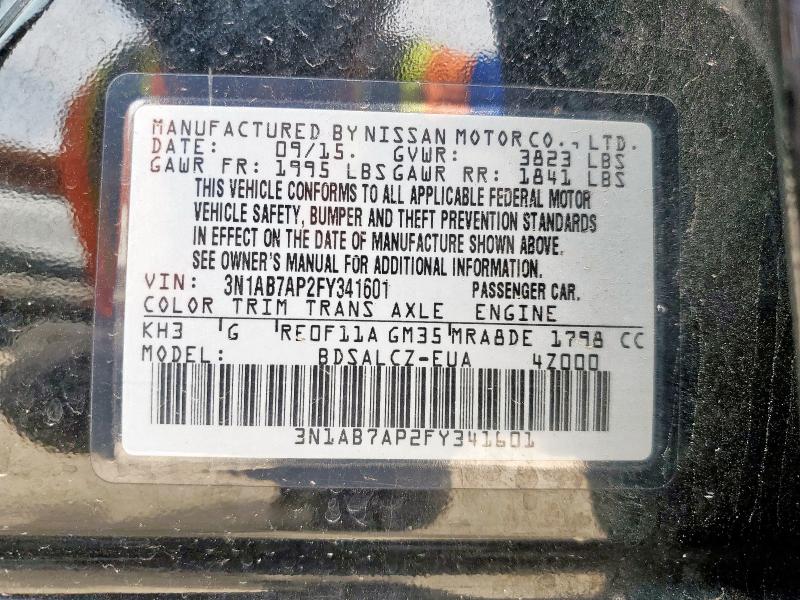 MANUFACTURED BY NISSAN MOTOR CO., LTD.
DATE: 09/15. GVWR: 3823 LBS
GAWR FR: 1995 LBS GAWR RR: 1841 LBS
THIS VEHICLE CONFORMS TO ALL APPLICABLE FEDERAL MOTOR
VEHICLE SAFETY, BUMPER AND THEFT PREVENTION STANDARDS
IN EFFECT ON THE DATE OF MANUFACTURE SHOWN ABOVE.
SEE OWNER'S MANUAL FOR ADDITIONAL INFORMATION.
VIN: 3N1AB7AP2FY341601 PASSENGER CAR.
COLOR TRIM TRANS AXLE ENGINE
KH3 G RE0F11A GM35 MRA8DE 1798 CC
MODEL: BDSALCZ-EUA 4Z000
3N1AB7AP2FY341601